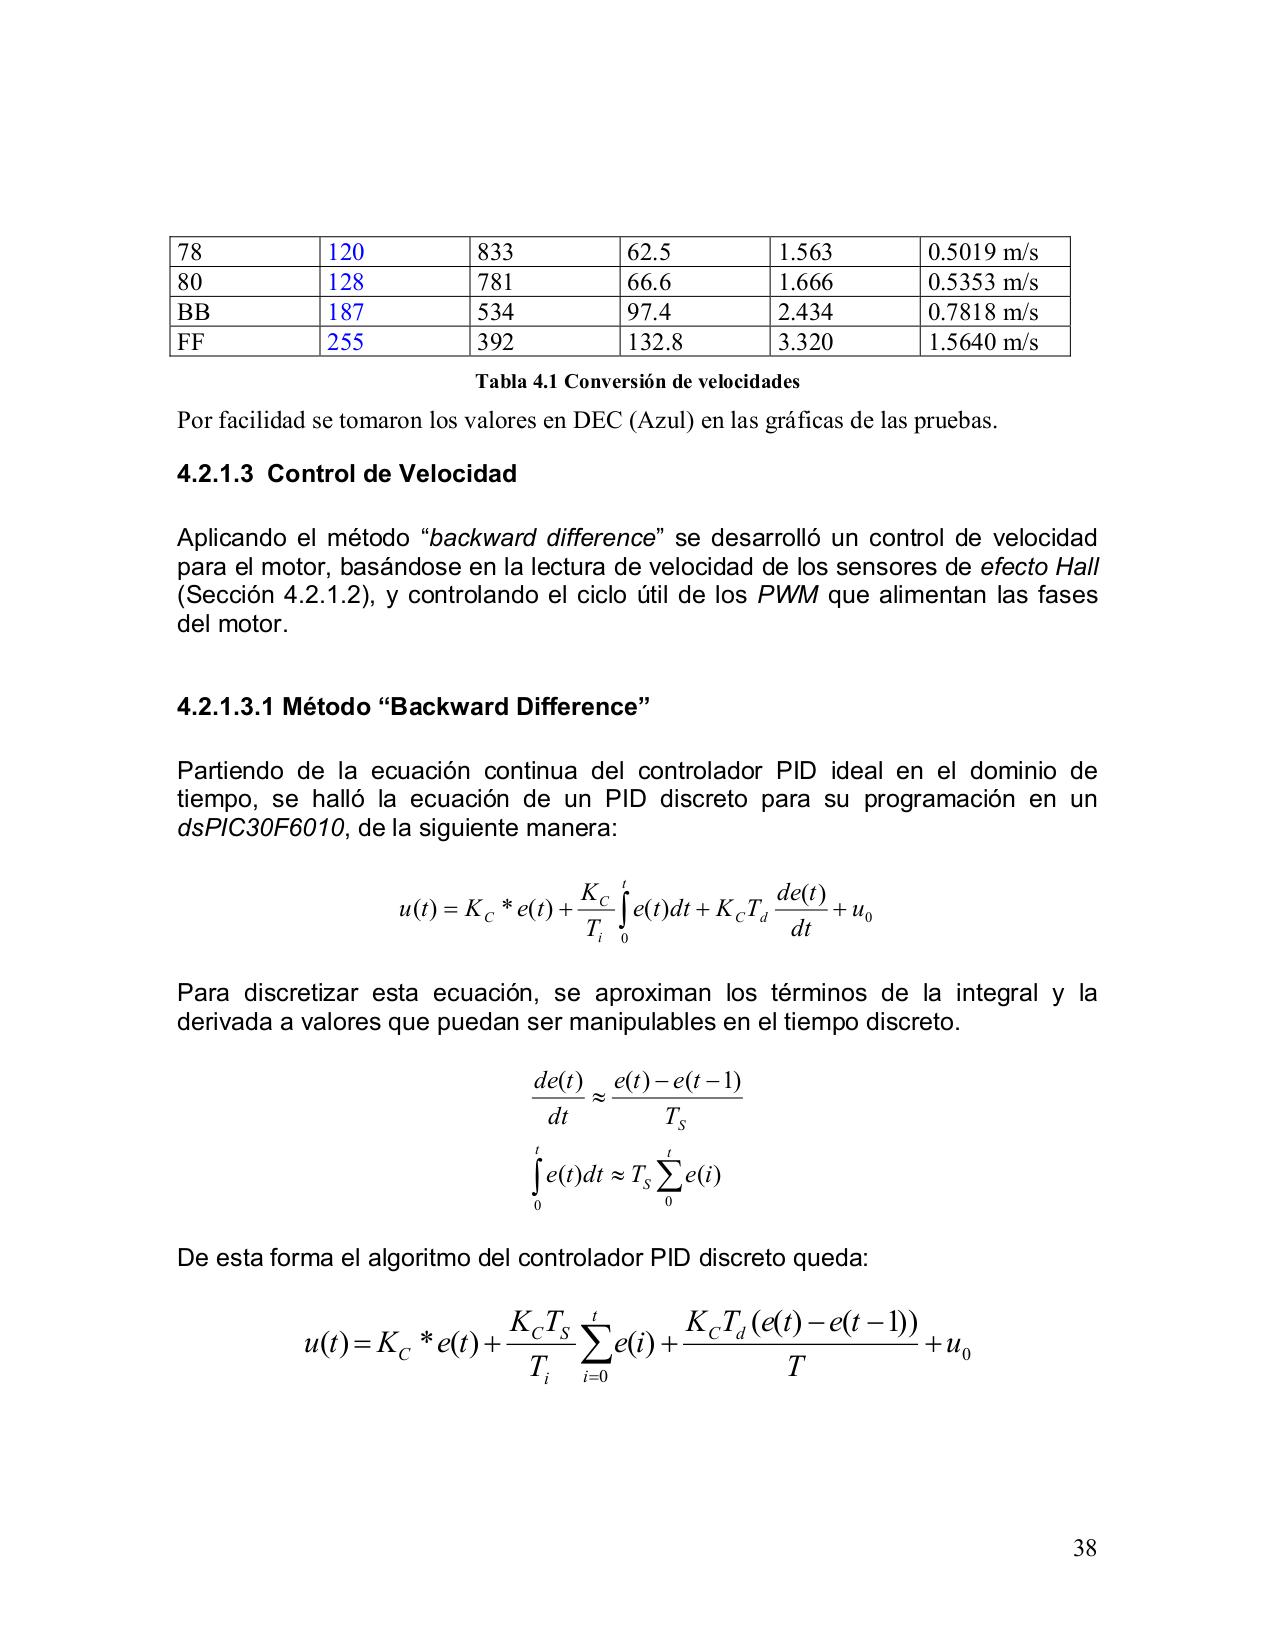 78 120 833 62.5 1.563 0.5019 m/s
80 128 781 66.6 1.666 0.5353 m/s
BB 187 534 97.4 2.434 0.7818 m/s
FF 255 392 132.8 3.320 1.5640 m/s
Tabla 4.1 Conversión de velocidades
Por facilidad se tomaron los valores en DEC (Azul) en las gráficas de las pruebas.
4.2.1.3 Control de Velocidad
Aplicando el método “backward difference” se desarrolló un control de velocidad
para el motor, basándose en la lectura de velocidad de los sensores de efecto Hall
(Sección 4.2.1.2), y controlando el ciclo útil de los PWM que alimentan las fases
del motor.
4.2.1.3.1 Método “Backward Difference”
Partiendo de la ecuación continua del controlador PID ideal en el dominio de
tiempo, se halló la ecuación de un PID discreto para su programación en un
dsPIC30F6010, de la siguiente manera:
u(t) = K_C * e(t) + \frac{K_C}{T_i} \int_0^t e(t)dt + K_C T_d \frac{de(t)}{dt} + u_0
Para discretizar esta ecuación, se aproximan los términos de la integral y la
derivada a valores que puedan ser manipulables en el tiempo discreto.
\frac{de(t)}{dt} ≈ \frac{e(t) − e(t − 1)}{T_S}
\int_0^t e(t)dt ≈ T_S \sum_0^t e(i)
De esta forma el algoritmo del controlador PID discreto queda:
u(t) = K_C * e(t) + \frac{K_C T_S}{T_i} \sum_{i=0}^t e(i) + \frac{K_C T_d (e(t) − e(t − 1))}{T} + u_0
38